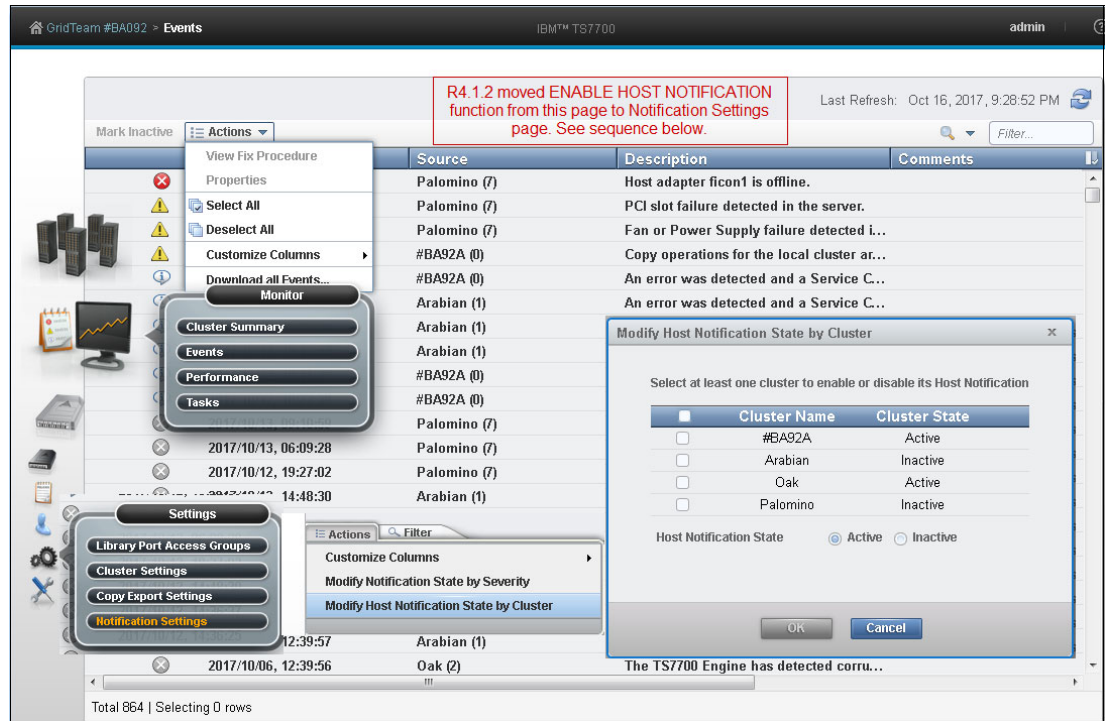 GridTeam #BA092 > Events
IBM™ TS7700
admin
R4.1.2 moved ENABLE HOST NOTIFICATION
function from this page to Notification Settings
page. See sequence below.
Last Refresh: Oct 16, 2017, 9:28:52 PM
Mark Inactive
Actions
Filter...
View Fix Procedure
Properties
Select All
Deselect All
Customize Columns
Download all Events...
Source
Description
Comments
Palomino (7)
Host adapter ficon1 is offline.
Palomino (7)
PCI slot failure detected in the server.
Palomino (7)
Fan or Power Supply failure detected i...
#BA92A (0)
Copy operations for the local cluster ar...
#BA92A (0)
An error was detected and a Service C...
Arabian (1)
An error was detected and a Service C...
Arabian (1)
Arabian (1)
#BA92A (0)
#BA92A (0)
Palomino (7)
2017/10/13, 06:09:28
Palomino (7)
2017/10/12, 19:27:02
Palomino (7)
14:48:30
Arabian (1)
Monitor
Cluster Summary
Events
Performance
Tasks
Modify Host Notification State by Cluster
x
Select at least one cluster to enable or disable its Host Notification
Cluster Name
Cluster State
#BA92A
Active
Arabian
Inactive
Oak
Active
Palomino
Inactive
Host Notification State
Active
Inactive
OK
Cancel
Settings
Library Port Access Groups
Cluster Settings
Copy Export Settings
Notification Settings
Actions
Filter
Customize Columns
Modify Notification State by Severity
Modify Host Notification State by Cluster
12:39:57
Arabian (1)
2017/10/06, 12:39:56
Oak (2)
The TS7700 Engine has detected corru...
Total 864 | Selecting 0 rows